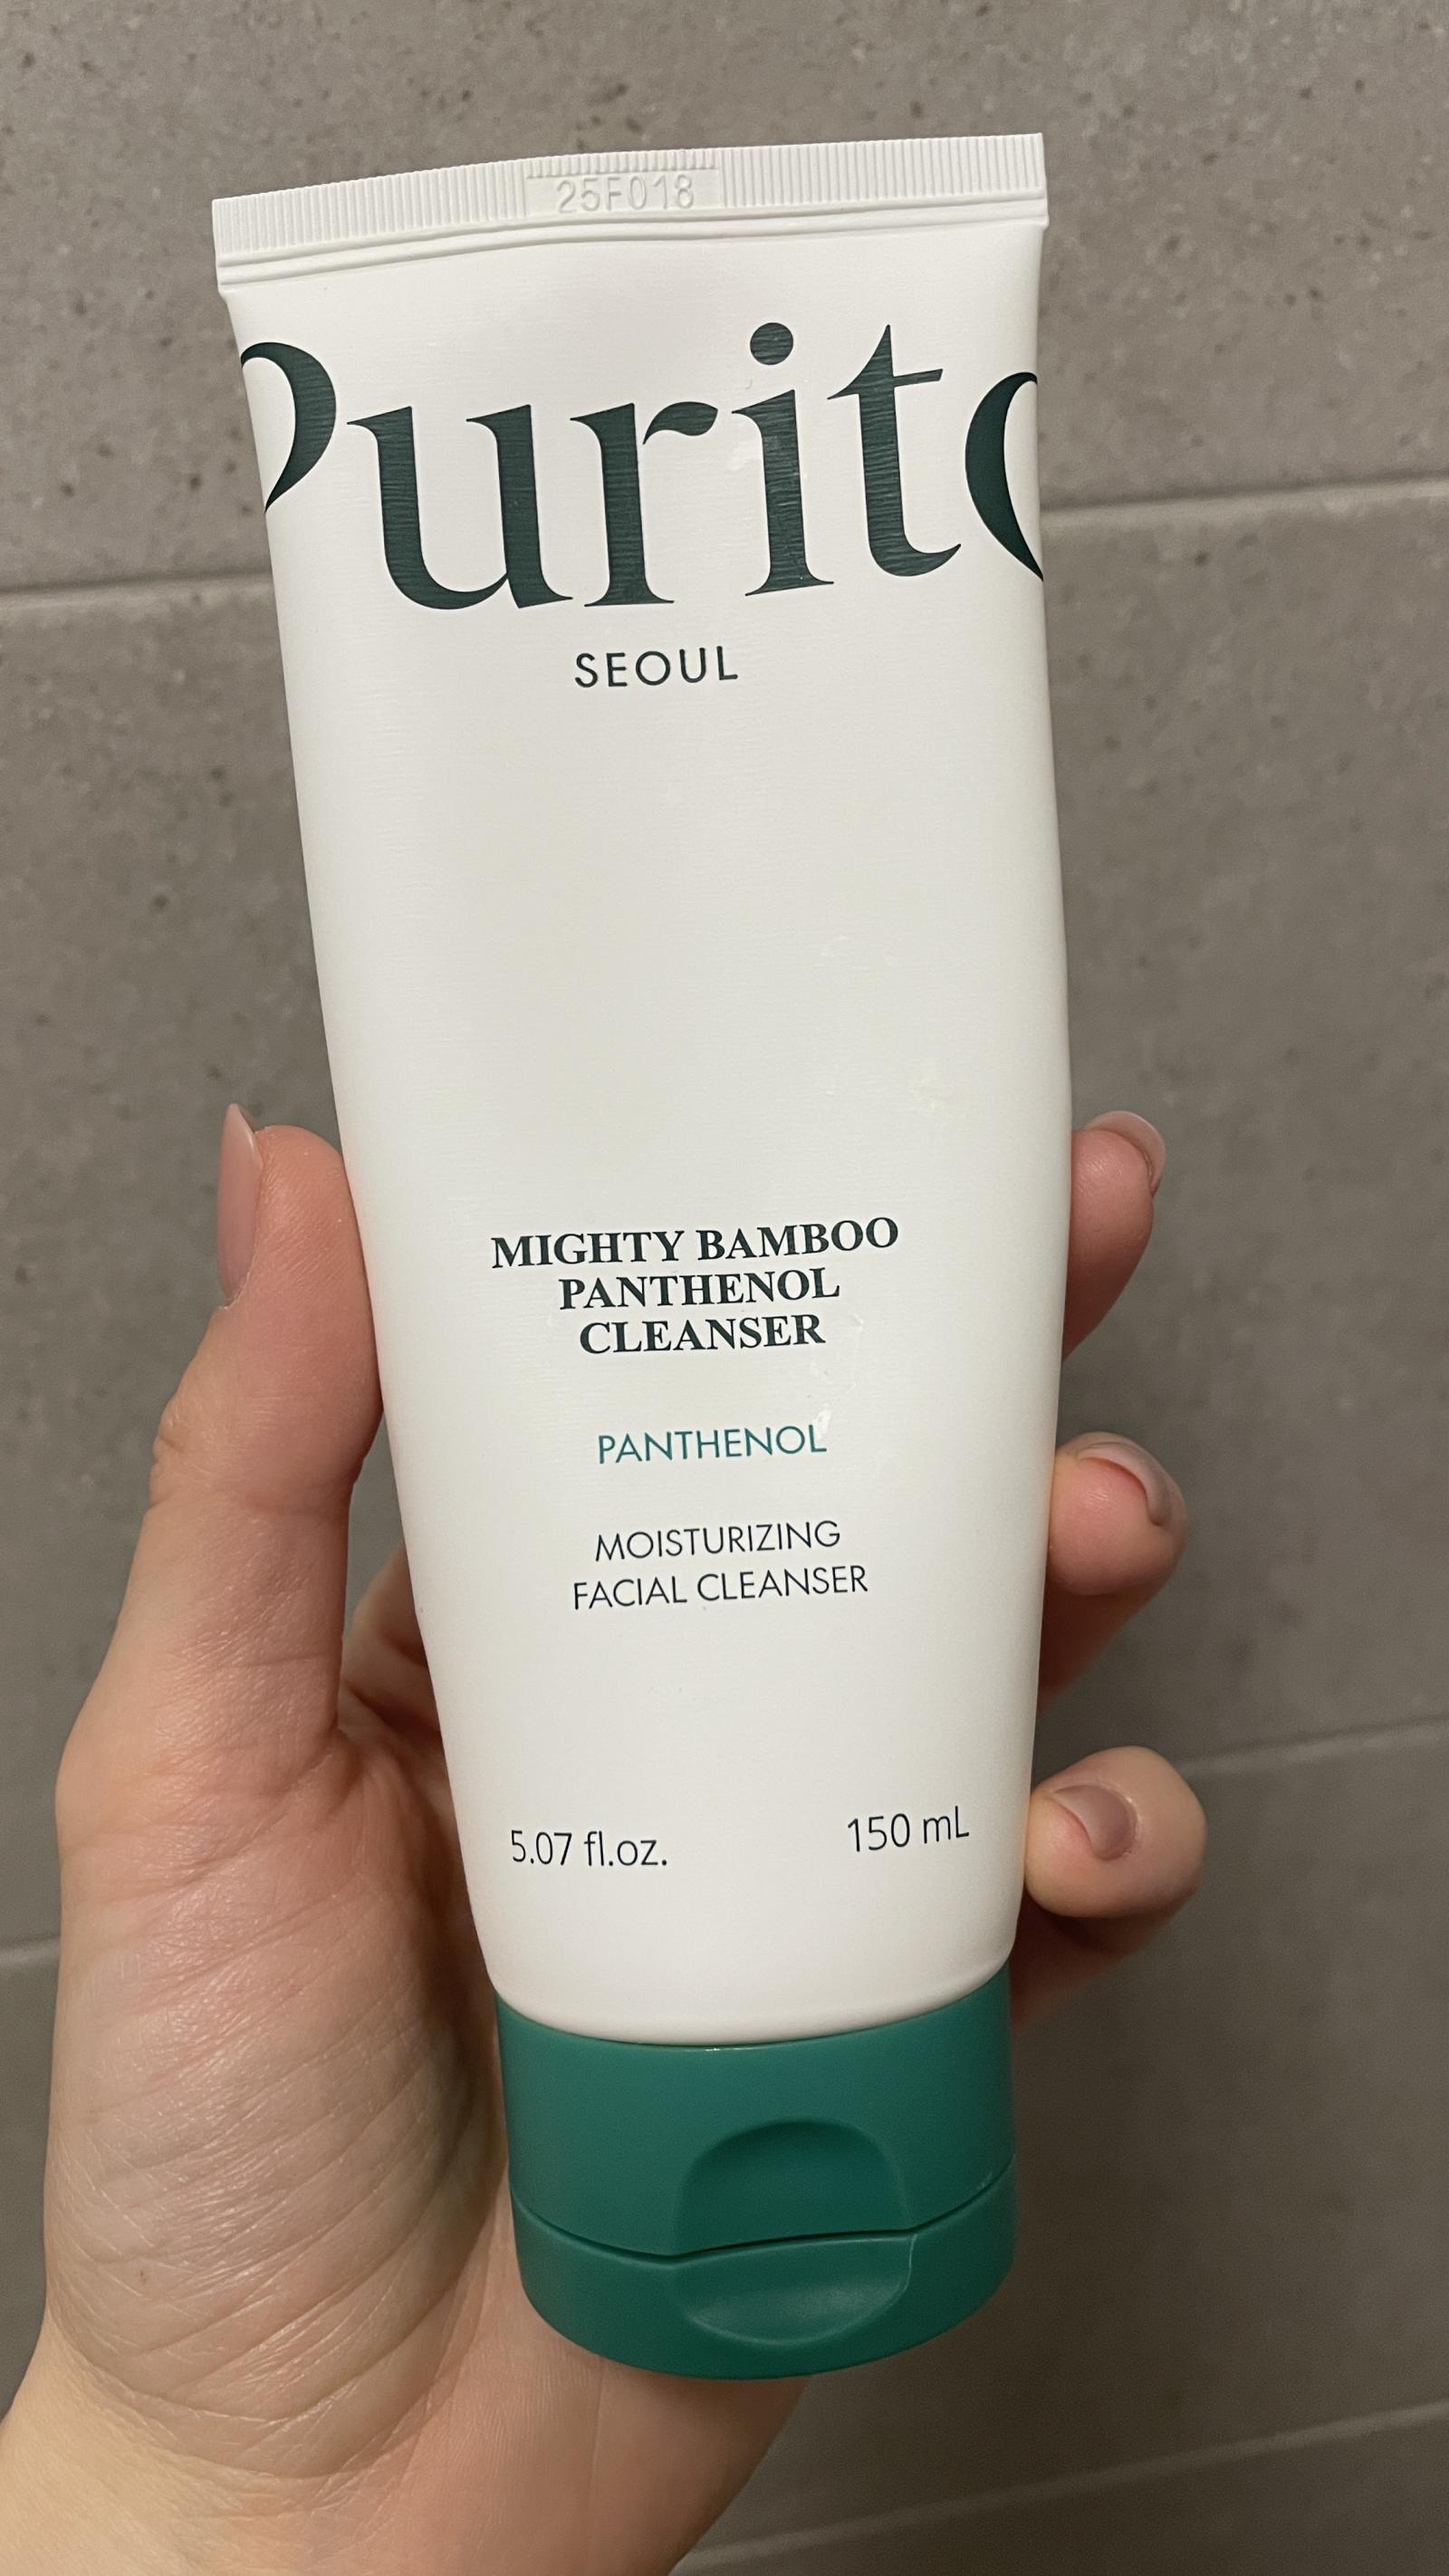 25F018
Purito
SEOUL
MIGHTY BAMBOO
PANTHENOL
CLEANSER
PANTHENOL
MOISTURIZING
FACIAL CLEANSER
5.07 fl.oz. 150 mL